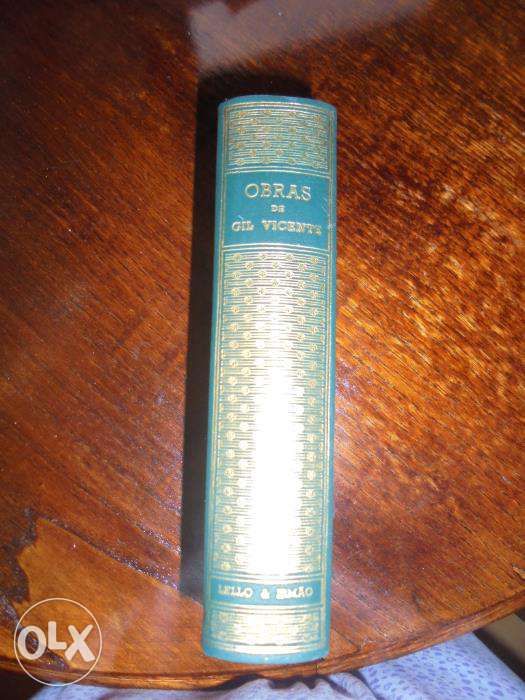 OBRAS
DE
GIL VICENTE
LELLO & IRMÃO
OLX